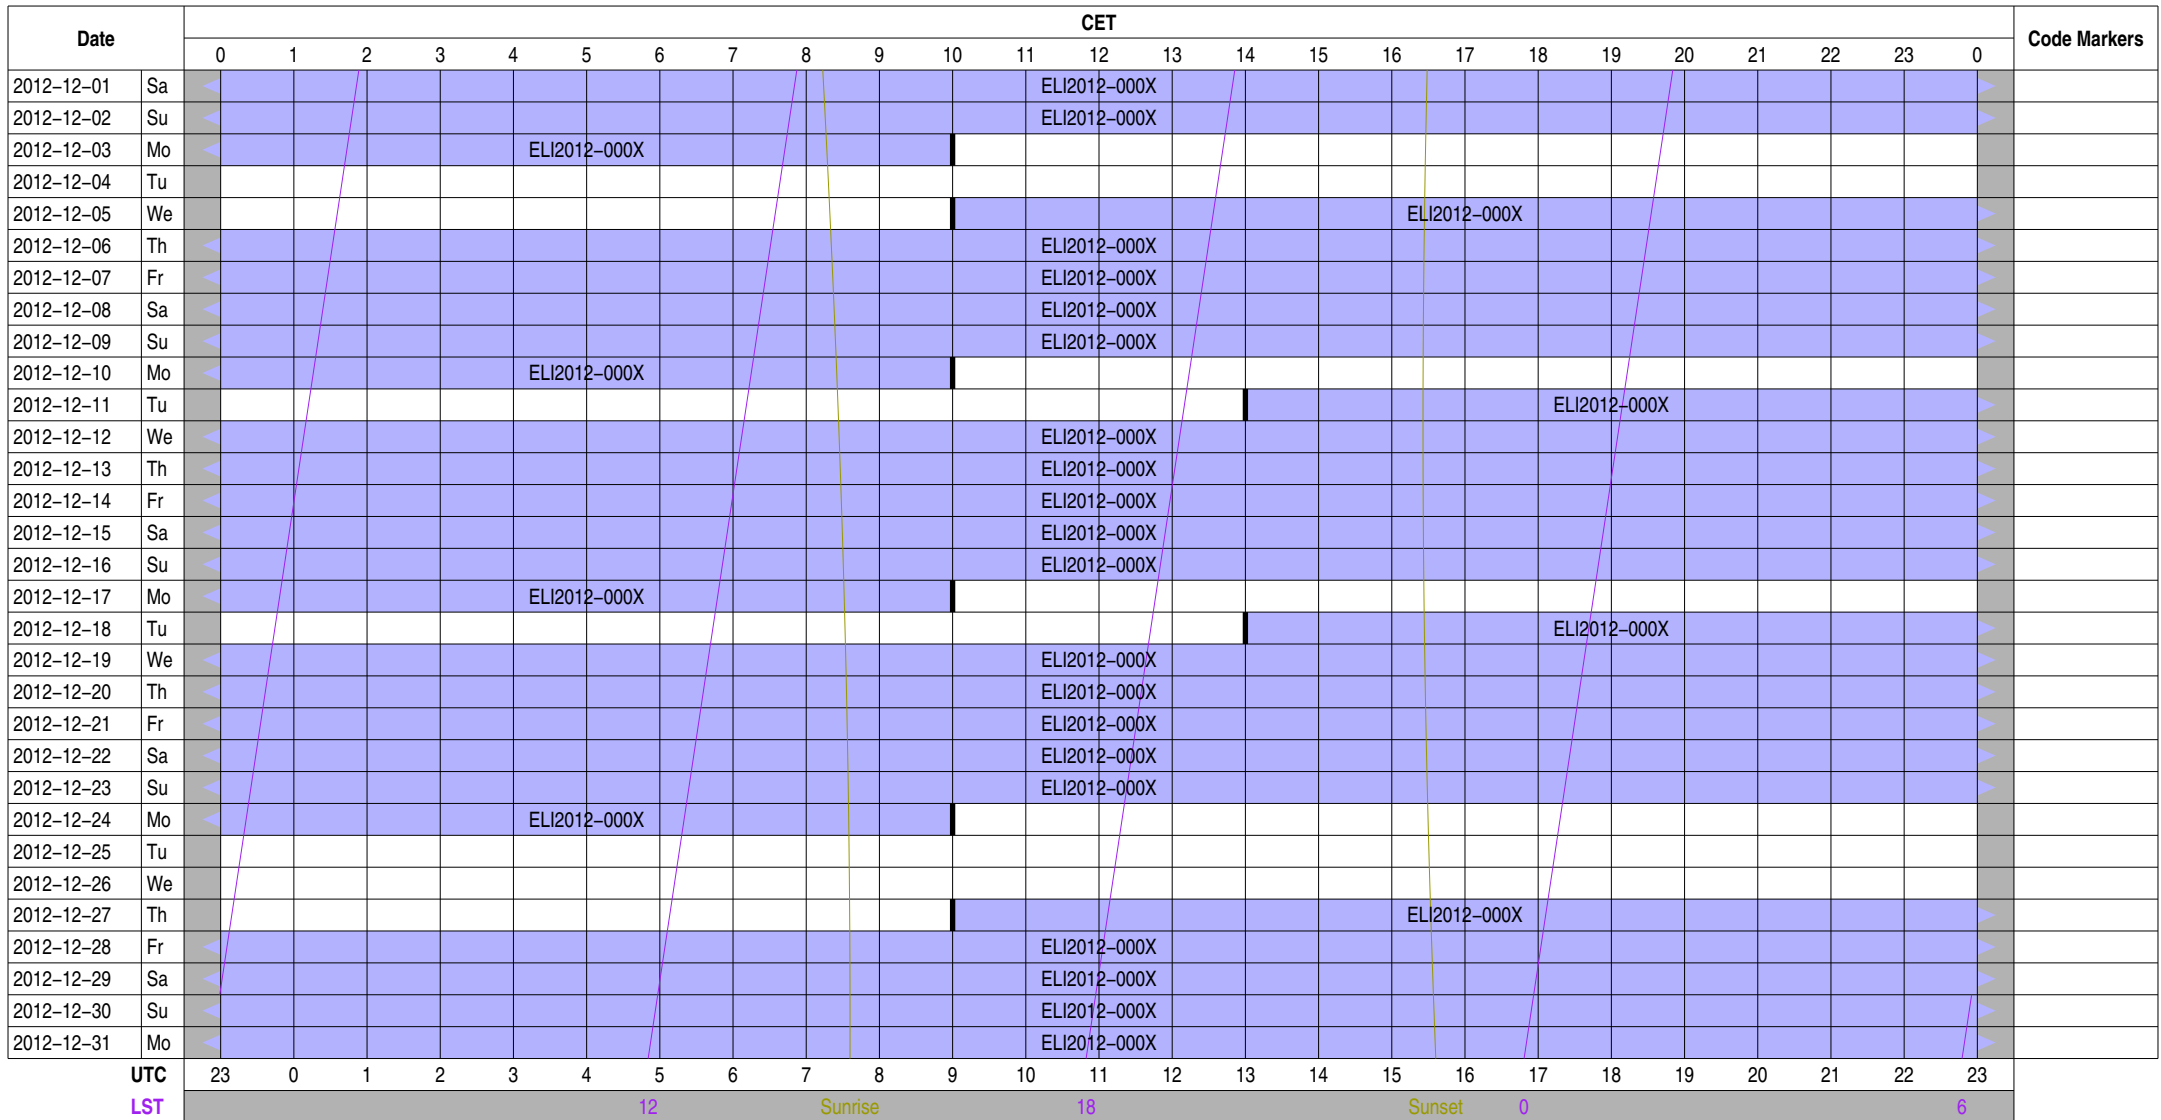 CET
Date
Code Markers
0 1 2 3 4 5 6 7 8 9 10 11 12 13 14 15 16 17 18 19 20 21 22 23 0
2012–12–01 Sa ELI2012–000X
2012–12–02 Su ELI2012–000X
2012–12–03 Mo ELI2012–000X
2012–12–04 Tu
2012–12–05 We ELI2012–000X
2012–12–06 Th ELI2012–000X
2012–12–07 Fr ELI2012–000X
2012–12–08 Sa ELI2012–000X
2012–12–09 Su ELI2012–000X
2012–12–10 Mo ELI2012–000X
2012–12–11 Tu ELI2012–000X
2012–12–12 We ELI2012–000X
2012–12–13 Th ELI2012–000X
2012–12–14 Fr ELI2012–000X
2012–12–15 Sa ELI2012–000X
2012–12–16 Su ELI2012–000X
2012–12–17 Mo ELI2012–000X
2012–12–18 Tu ELI2012–000X
2012–12–19 We ELI2012–000X
2012–12–20 Th ELI2012–000X
2012–12–21 Fr ELI2012–000X
2012–12–22 Sa ELI2012–000X
2012–12–23 Su ELI2012–000X
2012–12–24 Mo ELI2012–000X
2012–12–25 Tu
2012–12–26 We
2012–12–27 Th ELI2012–000X
2012–12–28 Fr ELI2012–000X
2012–12–29 Sa ELI2012–000X
2012–12–30 Su ELI2012–000X
2012–12–31 Mo ELI2012–000X
UTC 23 0 1 2 3 4 5 6 7 8 9 10 11 12 13 14 15 16 17 18 19 20 21 22 23
LST 12 Sunrise 18 Sunset 0 6